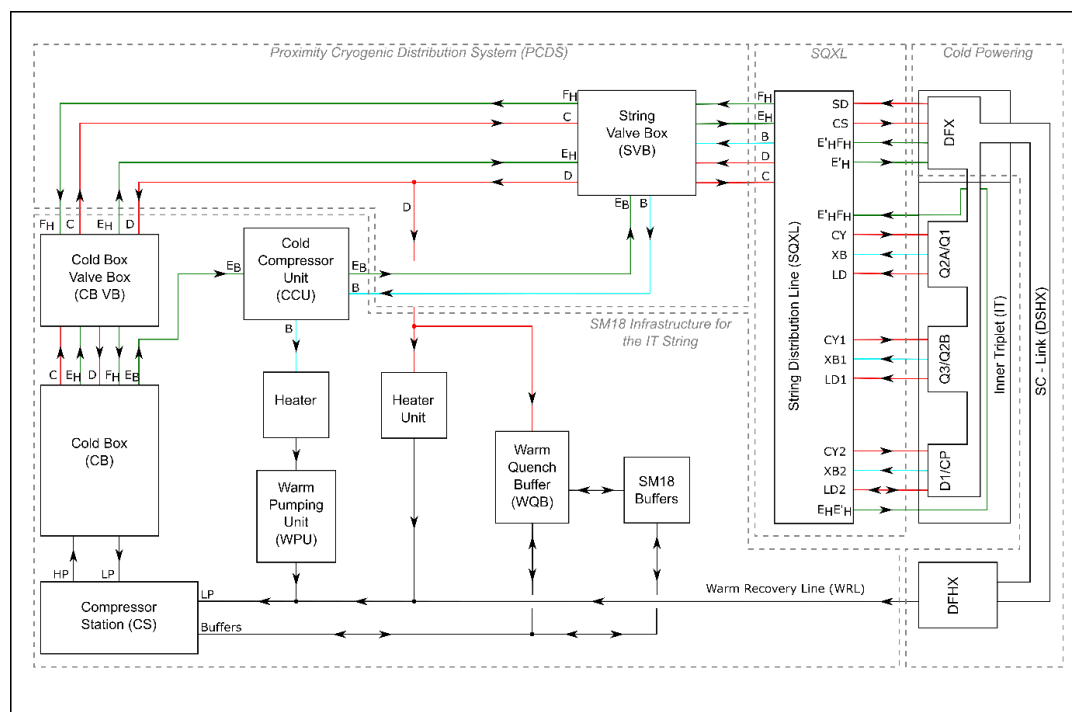 Proximity Cryogenic Distribution System (PCDS)
SQXL
Cold Powering
FH
C
EH
D
String
Valve Box
(SVB)
FH
EH
B
D
C
SD
CS
E'HFH
E'H
DFX
D
EB
B
FH
C
EH
D
Cold Box
Valve Box
(CB VB)
EB
Cold
Compressor
Unit
(CCU)
EB
B
B
String Distribution Line (SQXL)
E'HFH
CY
XB
LD
Q2A/Q1
SM18 Infrastructure for
the IT String
CY1
XB1
LD1
Q3/Q2B
Inner Triplet (IT)
SC - Link (DSHX)
C
EH
D
FH
EB
Cold Box
(CB)
Heater
Heater
Unit
Warm
Quench
Buffer
(WQB)
SM18
Buffers
Warm
Pumping
Unit
(WPU)
CY2
XB2
LD2
EHE'H
D1/CP
HP
LP
Compressor
Station (CS)
LP
Buffers
Warm Recovery Line (WRL)
DFHX